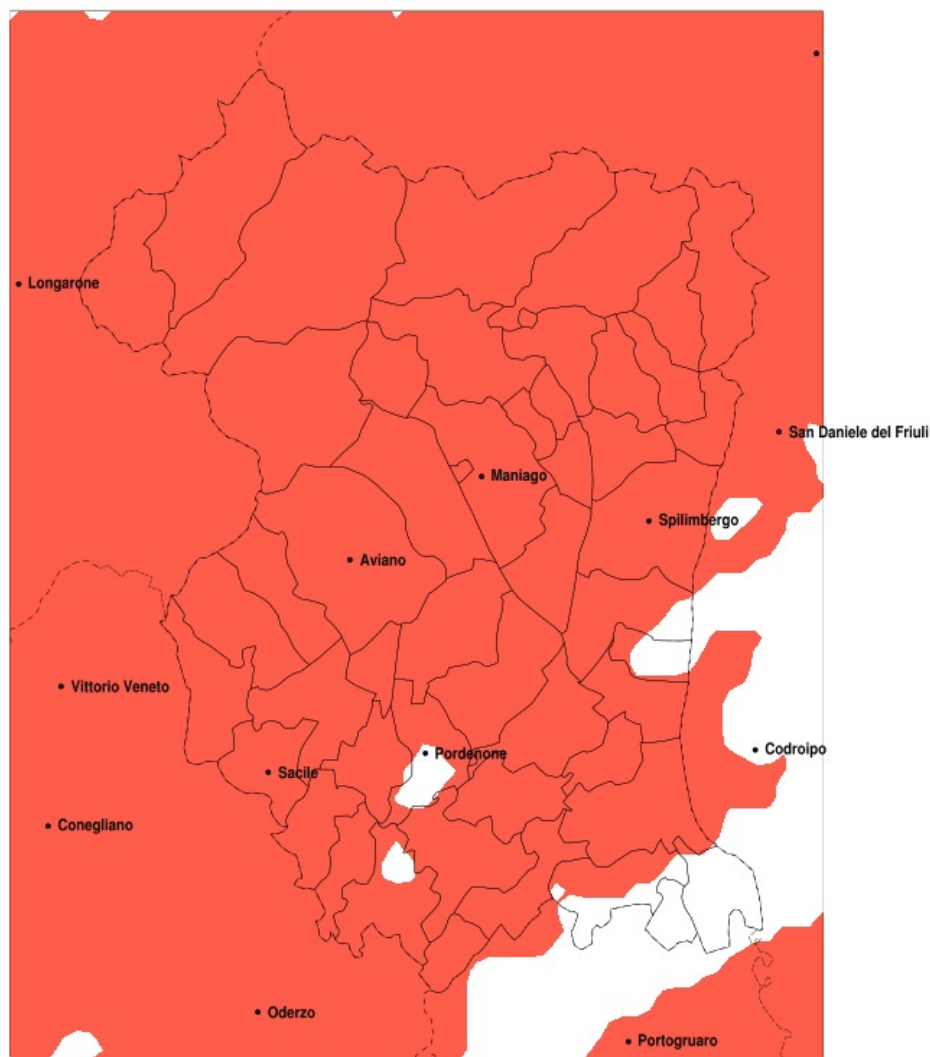 Longarone
San Daniele del Friuli
Maniago
Spilimbergo
Aviano
Vittorio Veneto
Codroipo
Pordenone
Sacile
Conegliano
Oderzo
Portogruaro